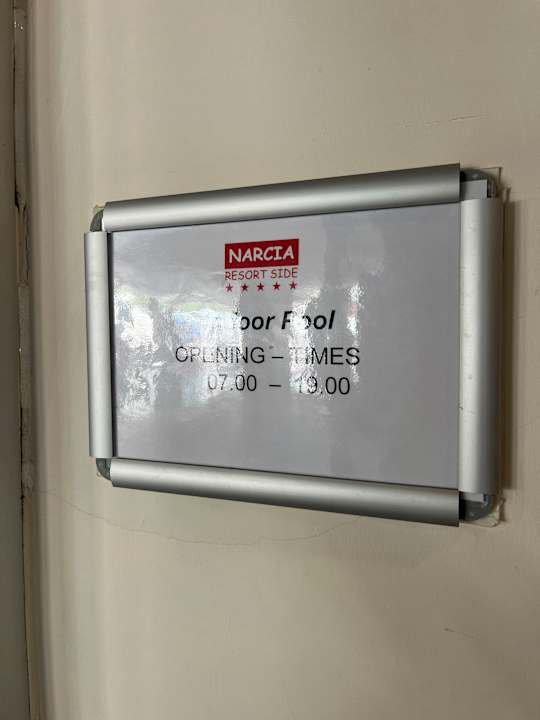 NARCIA
RESORT SIDE
★ ★ ★ ★ ★
Pool
OPENING – TIMES
07.00 – 19.00